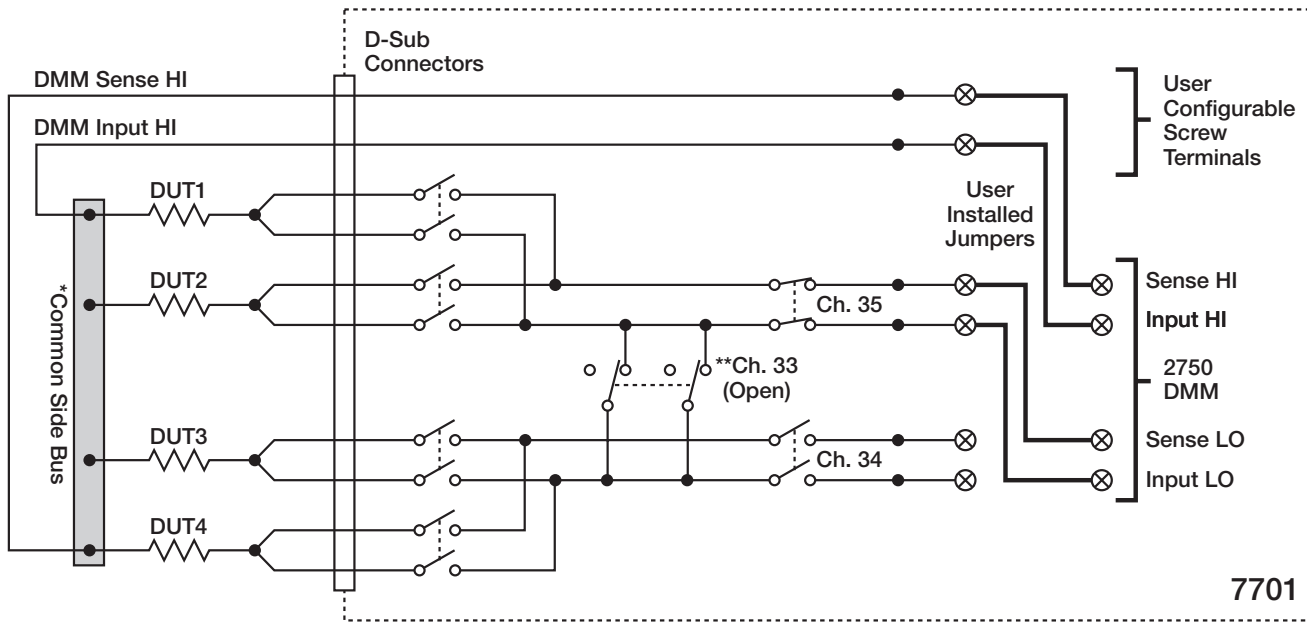 D-Sub
Connectors
DMM Sense HI
DMM Input HI
User
Configurable
Screw
Terminals
DUT1
User
Installed
Jumpers
DUT2
*Common Side Bus
Ch. 35
Sense HI
Input HI
**Ch. 33
(Open)
2750
DMM
DUT3
Ch. 34
Sense LO
Input LO
DUT4
7701